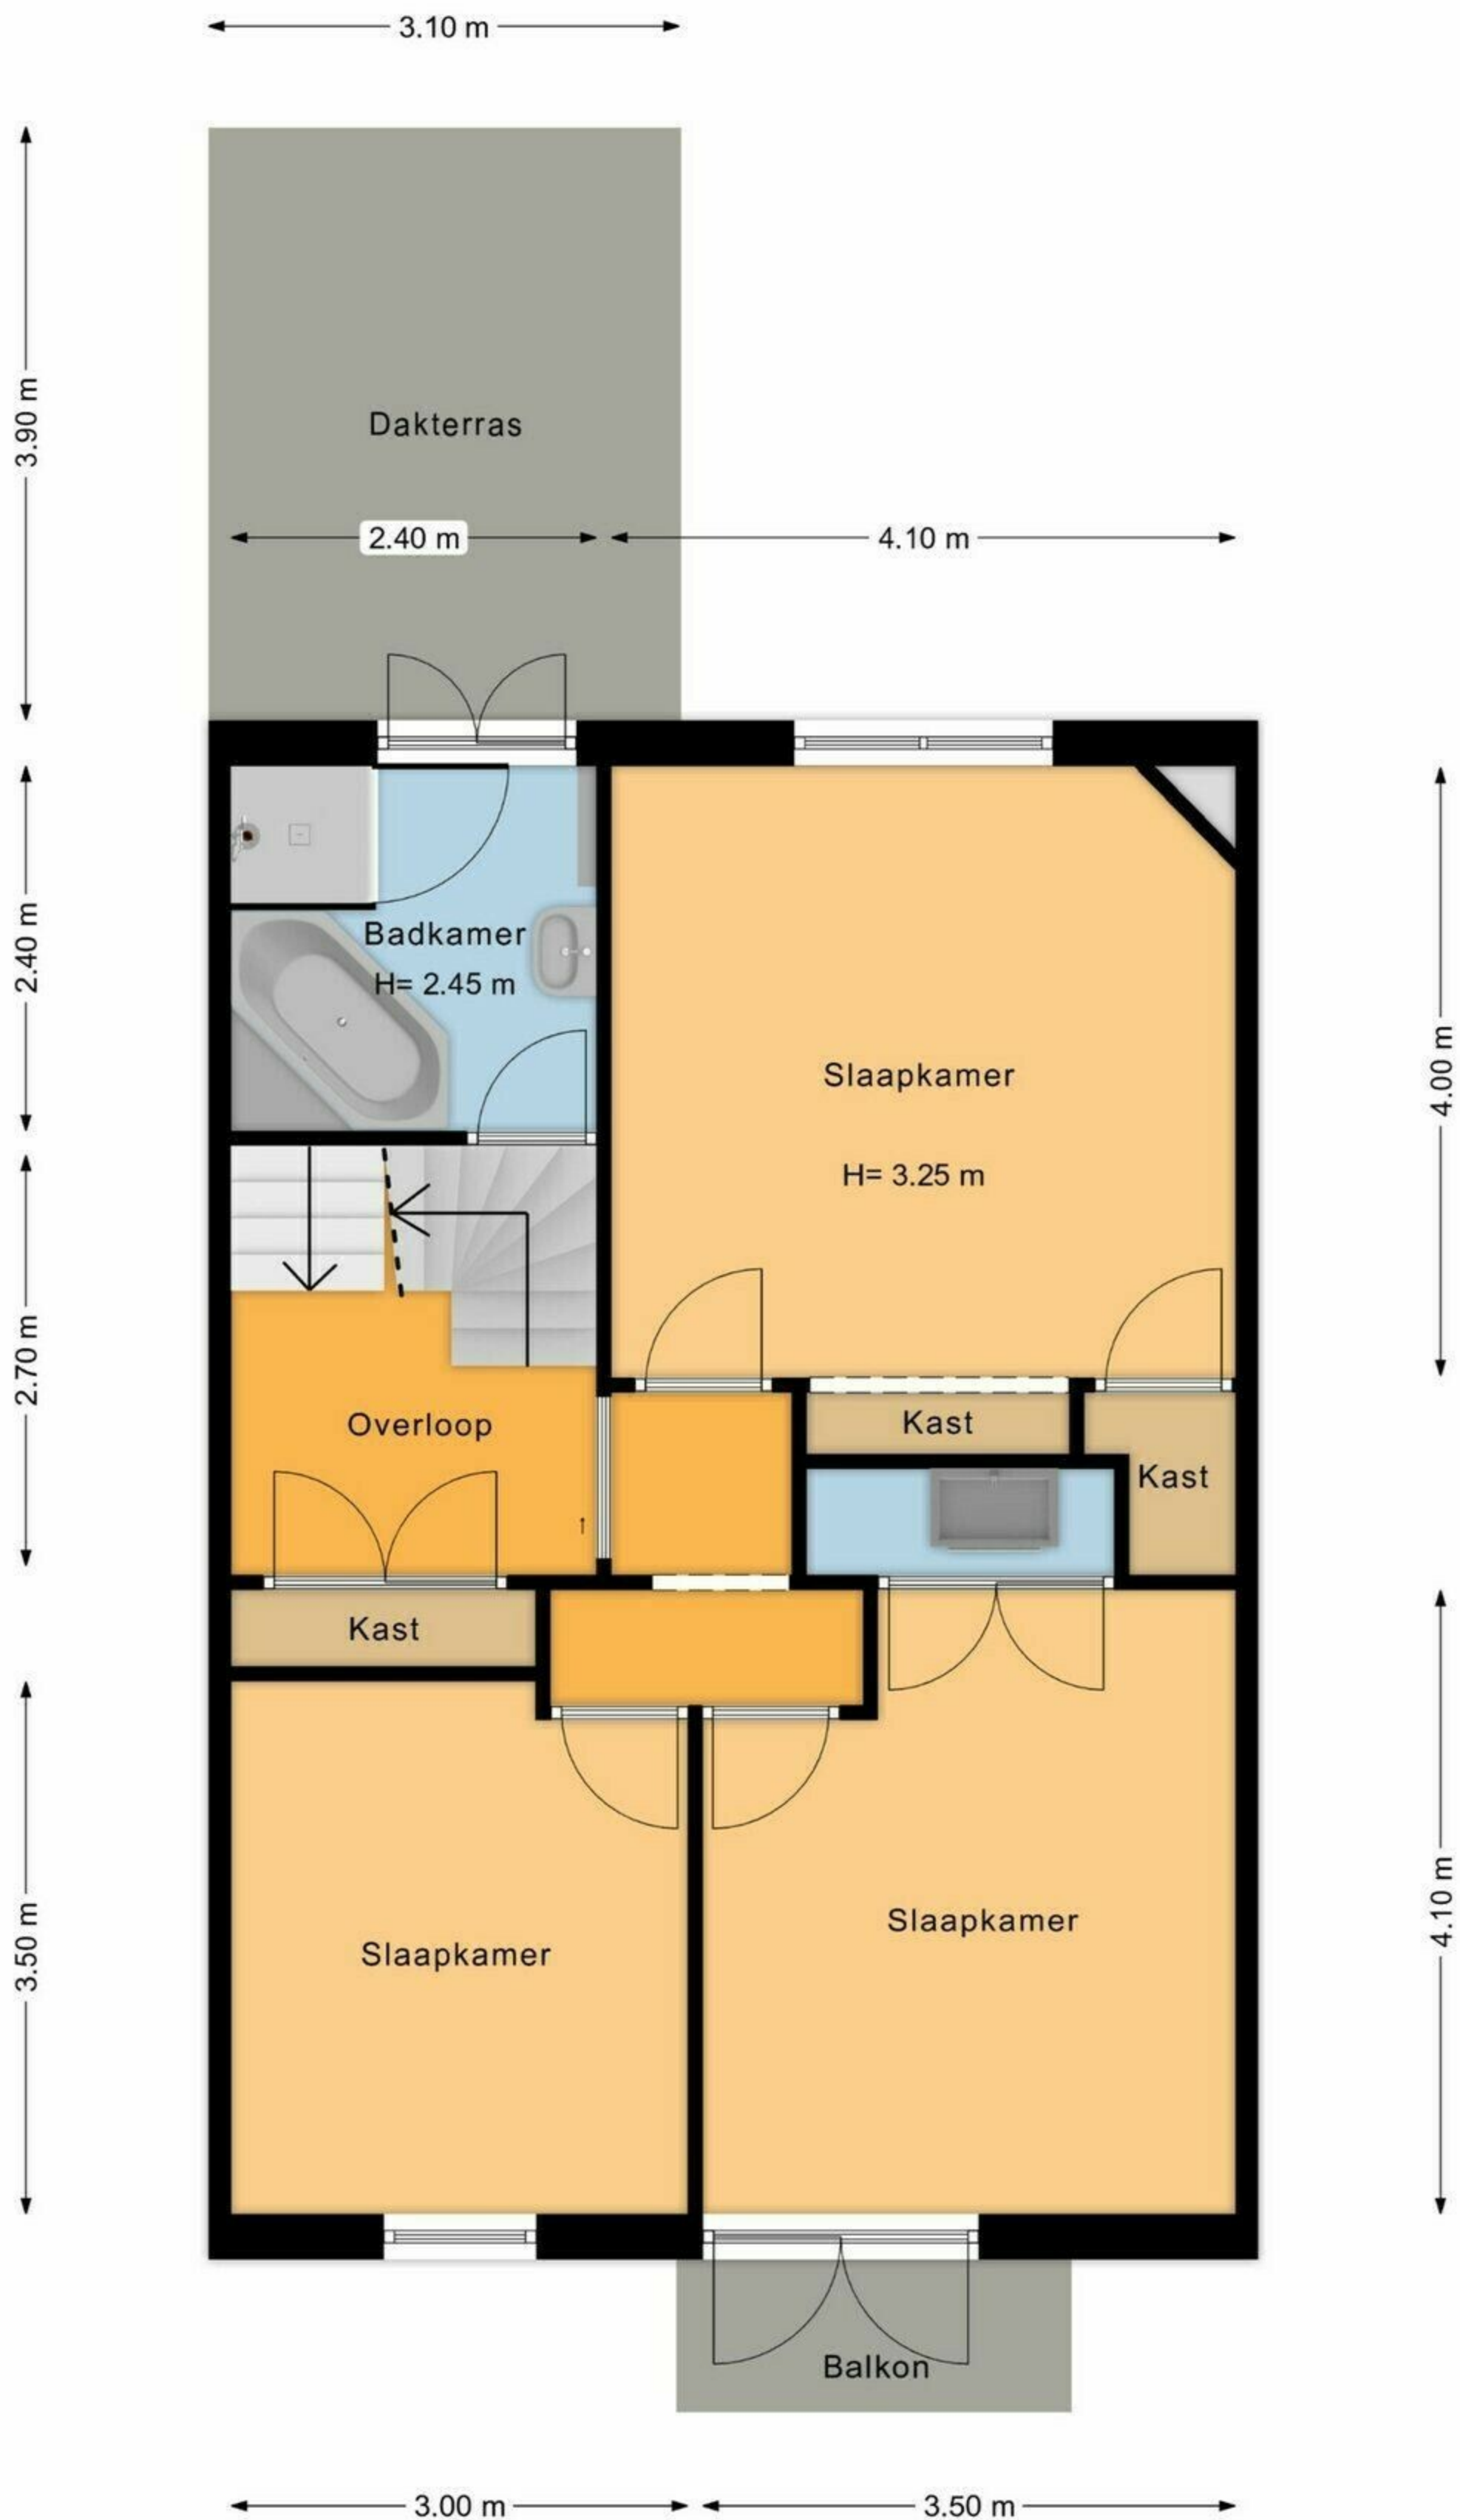 3.10 m
3.90 m
Dakterras
2.40 m
4.10 m
2.40 m
Badkamer
H= 2.45 m
4.00 m
Slaapkamer
H= 3.25 m
2.70 m
Overloop
Kast
Kast
Kast
3.50 m
4.10 m
Slaapkamer
Slaapkamer
Balkon
3.00 m
3.50 m